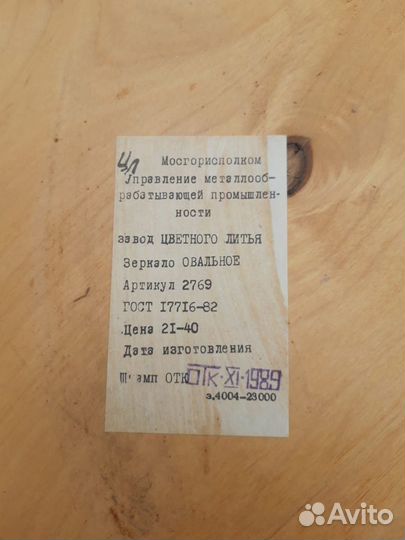 ЦЛ
Мосгорисполком
Управление металлооб-
рабатывающей промышлен-
ности
завод ЦВЕТНОГО ЛИТЬЯ
Зеркало ОВАЛЬНОЕ
Артикул 2769
ГОСТ 17716-82
Цена 21-40
Дата изготовления
Штамп ОТК ОТК·XI·1989
з.4004-23000
Avito